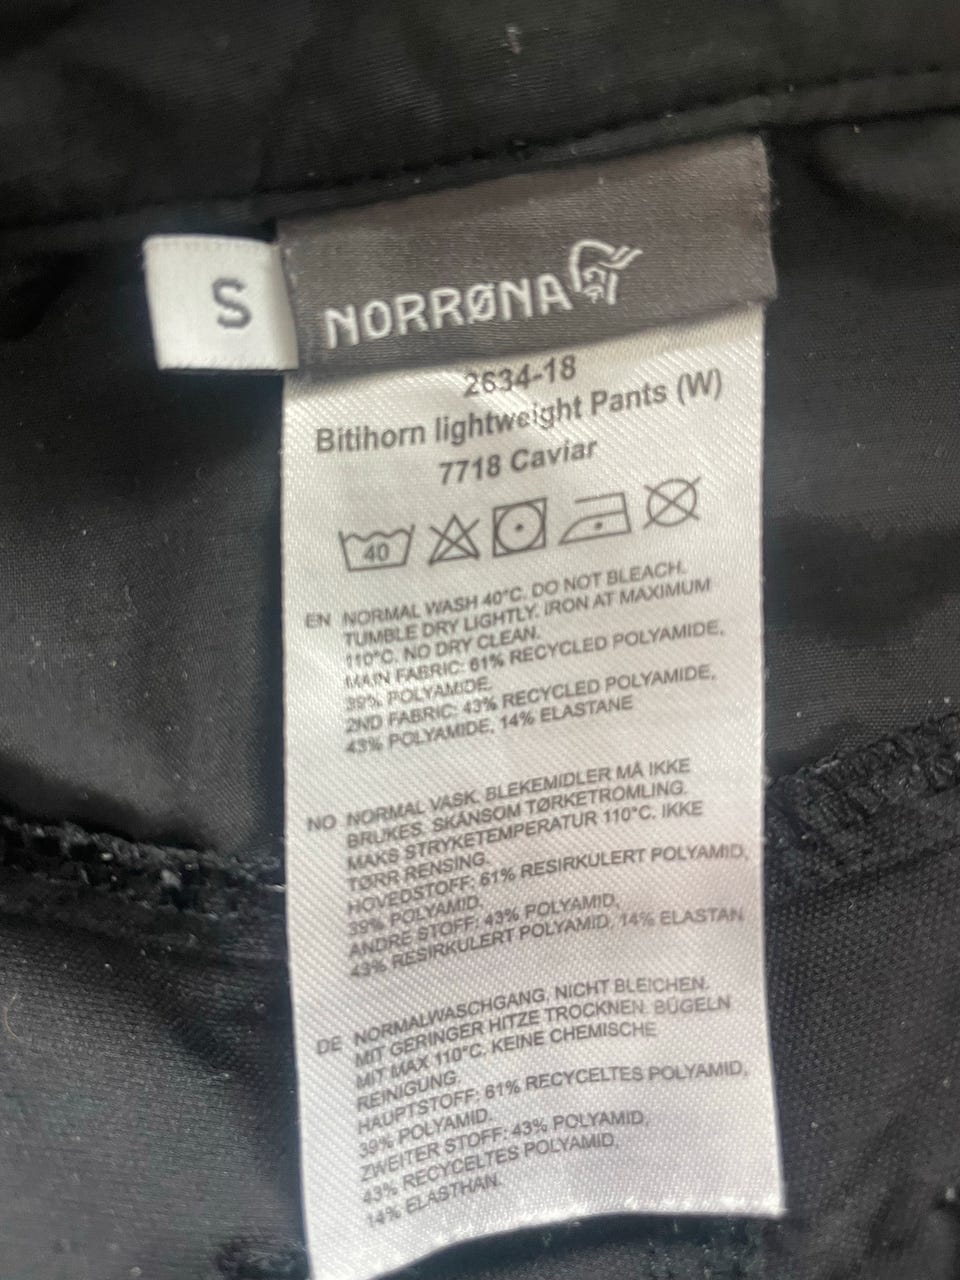 S
NORRØNA
2634-18
Bitihorn lightweight Pants (W)
7718 Caviar
40
EN NORMAL WASH 40°C. DO NOT BLEACH.
TUMBLE DRY LIGHTLY. IRON AT MAXIMUM
110°C. NO DRY CLEAN.
MAIN FABRIC: 61% RECYCLED POLYAMIDE,
39% POLYAMIDE.
2ND FABRIC: 43% RECYCLED POLYAMIDE,
43% POLYAMIDE, 14% ELASTANE
NO NORMAL VASK. BLEKEMIDLER MÅ IKKE
BRUKES. SKÅNSOM TØRKETROMLING.
MAKS STRYKETEMPERATUR 110°C. IKKE
TØRR RENSING.
HOVEDSTOFF: 61% RESIRKULERT POLYAMID,
39% POLYAMID.
ANDRE STOFF: 43% POLYAMID,
43% RESIRKULERT POLYAMID, 14% ELASTAN
DE NORMALWASCHGANG, NICHT BLEICHEN.
MIT GERINGER HITZE TROCKNEN. BÜGELN
MIT MAX 110°C. KEINE CHEMISCHE
REINIGUNG.
HAUPTSTOFF: 61% RECYCELTES POLYAMID,
39% POLYAMID.
ZWEITER STOFF: 43% POLYAMID,
43% RECYCELTES POLYAMID,
14% ELASTHAN.